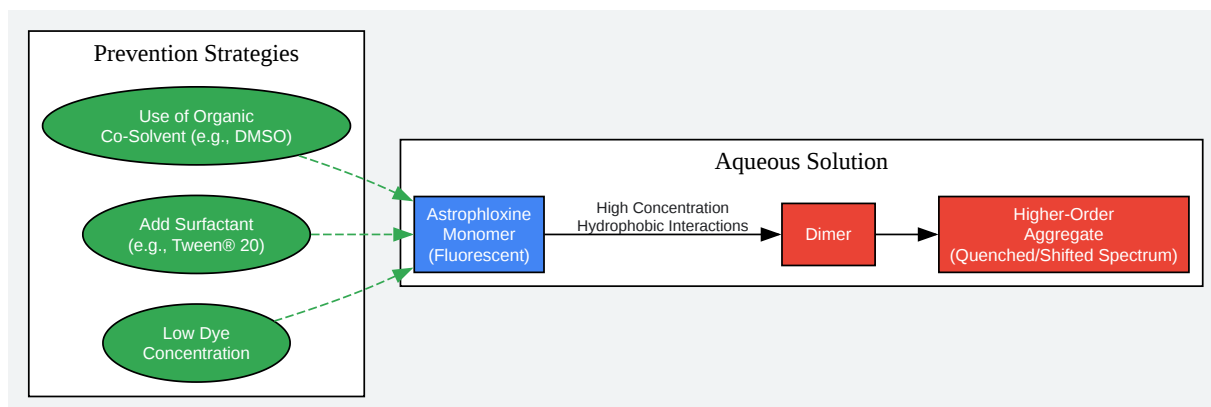 Prevention Strategies
Use of Organic
Co-Solvent (e.g., DMSO)
Add Surfactant
(e.g., Tween® 20)
Low Dye
Concentration
Aqueous Solution
Astrophloxine
Monomer
(Fluorescent)
High Concentration
Hydrophobic Interactions
Dimer
Higher-Order
Aggregate
(Quenched/Shifted Spectrum)